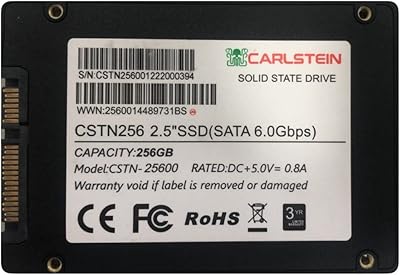 CARLSTEIN
SOLID STATE DRIVE
S/N:CSTN256001222000394
WWN:2560014489731BS
CSTN256 2.5"SSD(SATA 6.0Gbps)
CAPACITY:256GB
Model:CSTN-25600 RATED:DC+5.0V= 0.8A
Warranty void if label is removed or damaged
CE FC RoHS 3 YR
LIMITED
WARRANTY